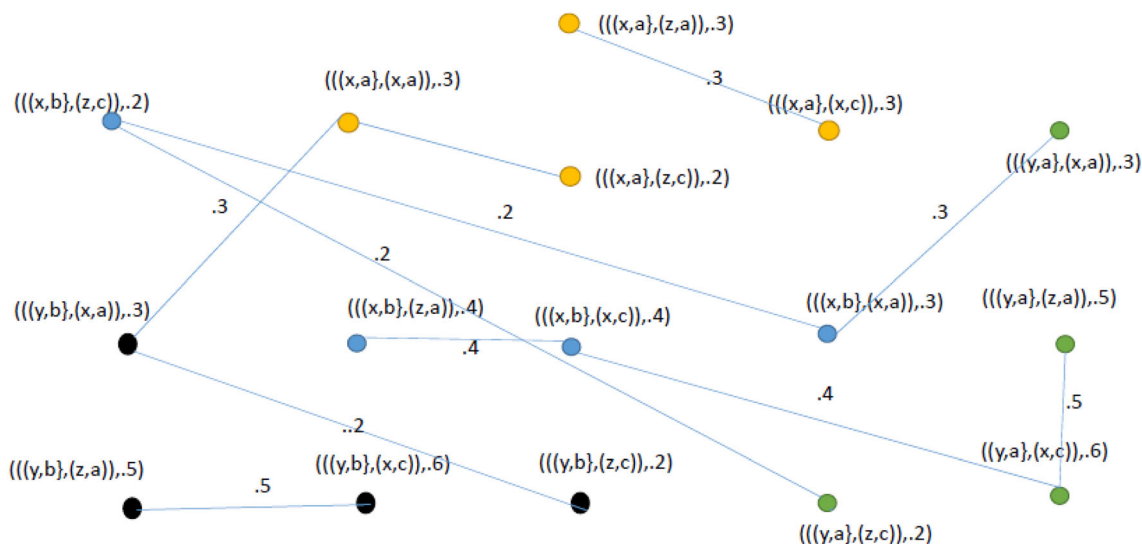 (((x,a},(z,a)),.3)
.3
(((x,a},(x,a)),.3)
(((x,b},(z,c)),.2)
(((x,a},(x,c)),.3)
(((y,a},(x,a)),.3)
(((x,a},(z,c)),.2)
.3
.2
.3
.2
(((y,b},(x,a)),.3)
(((x,b},(z,a)),.4)
(((x,b},(x,c)),.4)
(((x,b},(x,a)),.3)
(((y,a},(z,a)),.5)
.4
.4
.5
..2
(((y,b},(z,a)),.5)
(((y,b},(x,c)),.6)
(((y,b},(z,c)),.2)
((y,a},(x,c)),.6)
.5
(((y,a},(z,c)),.2)